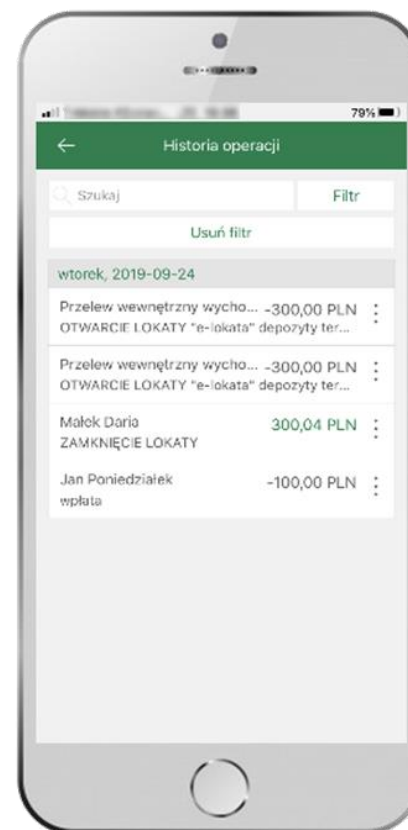 79%
Historia operacji
Szukaj
Filtr
Usuń filtr
wtorek, 2019-09-24
Przelew wewnętrzny wycho... -300,00 PLN
OTWARCIE LOKATY "e-lokata" depozyty ter...
Przelew wewnętrzny wycho... -300,00 PLN
OTWARCIE LOKATY "e-lokata" depozyty ter...
Małek Daria 300,04 PLN
ZAMKNIĘCIE LOKATY
Jan Poniedziałek -100,00 PLN
wpłata